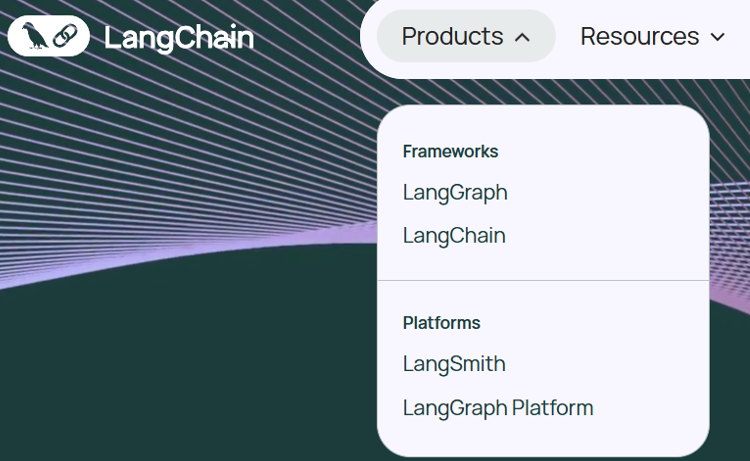 LangChain
Products
Resources
Frameworks
LangGraph
LangChain
Platforms
LangSmith
LangGraph Platform